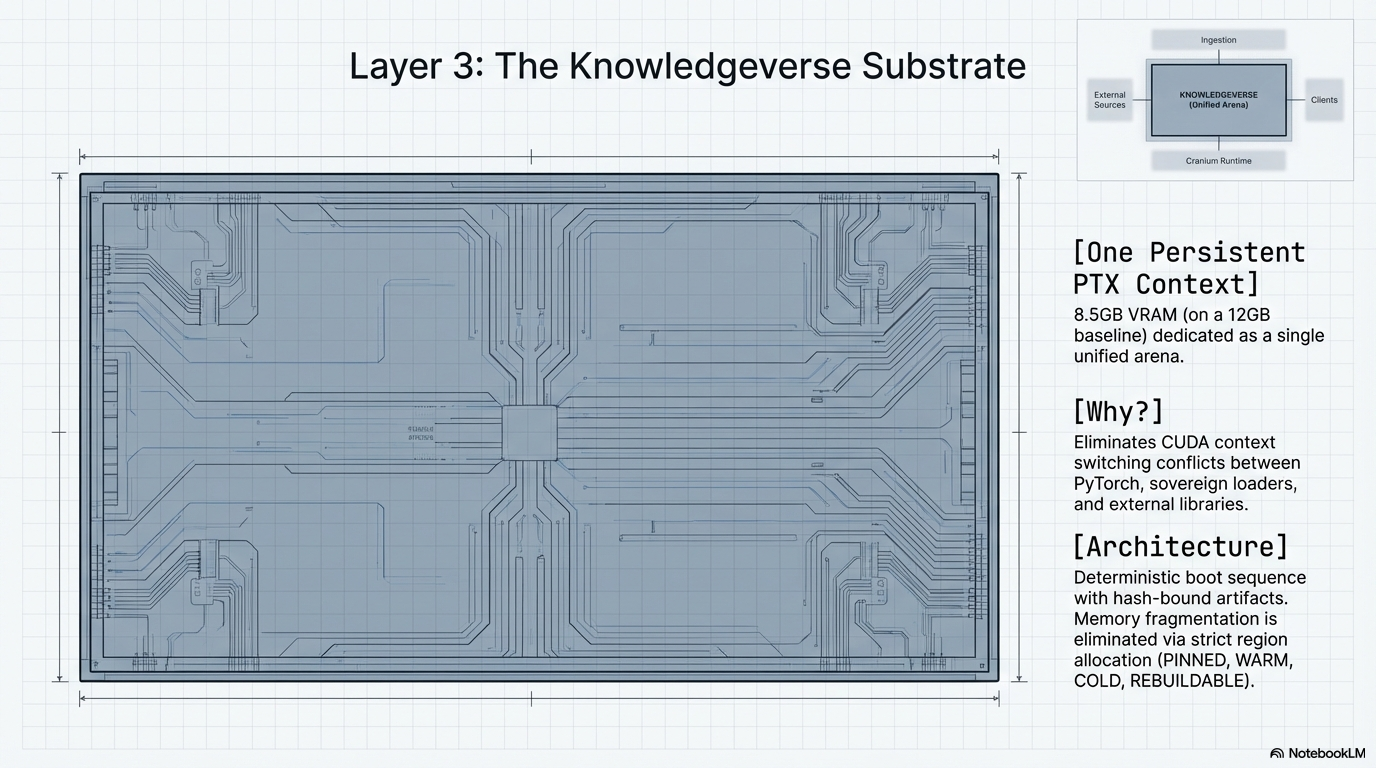 Layer 3: The Knowledgeverse Substrate
Ingestion
External
Sources
KNOWLEDGEVERSE
(Onified Arena)
Clients
Cranium Runtime
[One Persistent
PTX Context]
8.5GB VRAM (on a 12GB
baseline) dedicated as a single
unified arena.
[Why?]
Eliminates CUDA context
switching conflicts between
PyTorch, sovereign loaders,
and external libraries.
[Architecture]
Deterministic boot sequence
with hash-bound artifacts.
Memory fragmentation is
eliminated via strict region
allocation (PINNED, WARM,
COLD, REBUILDABLE).
NotebookLM